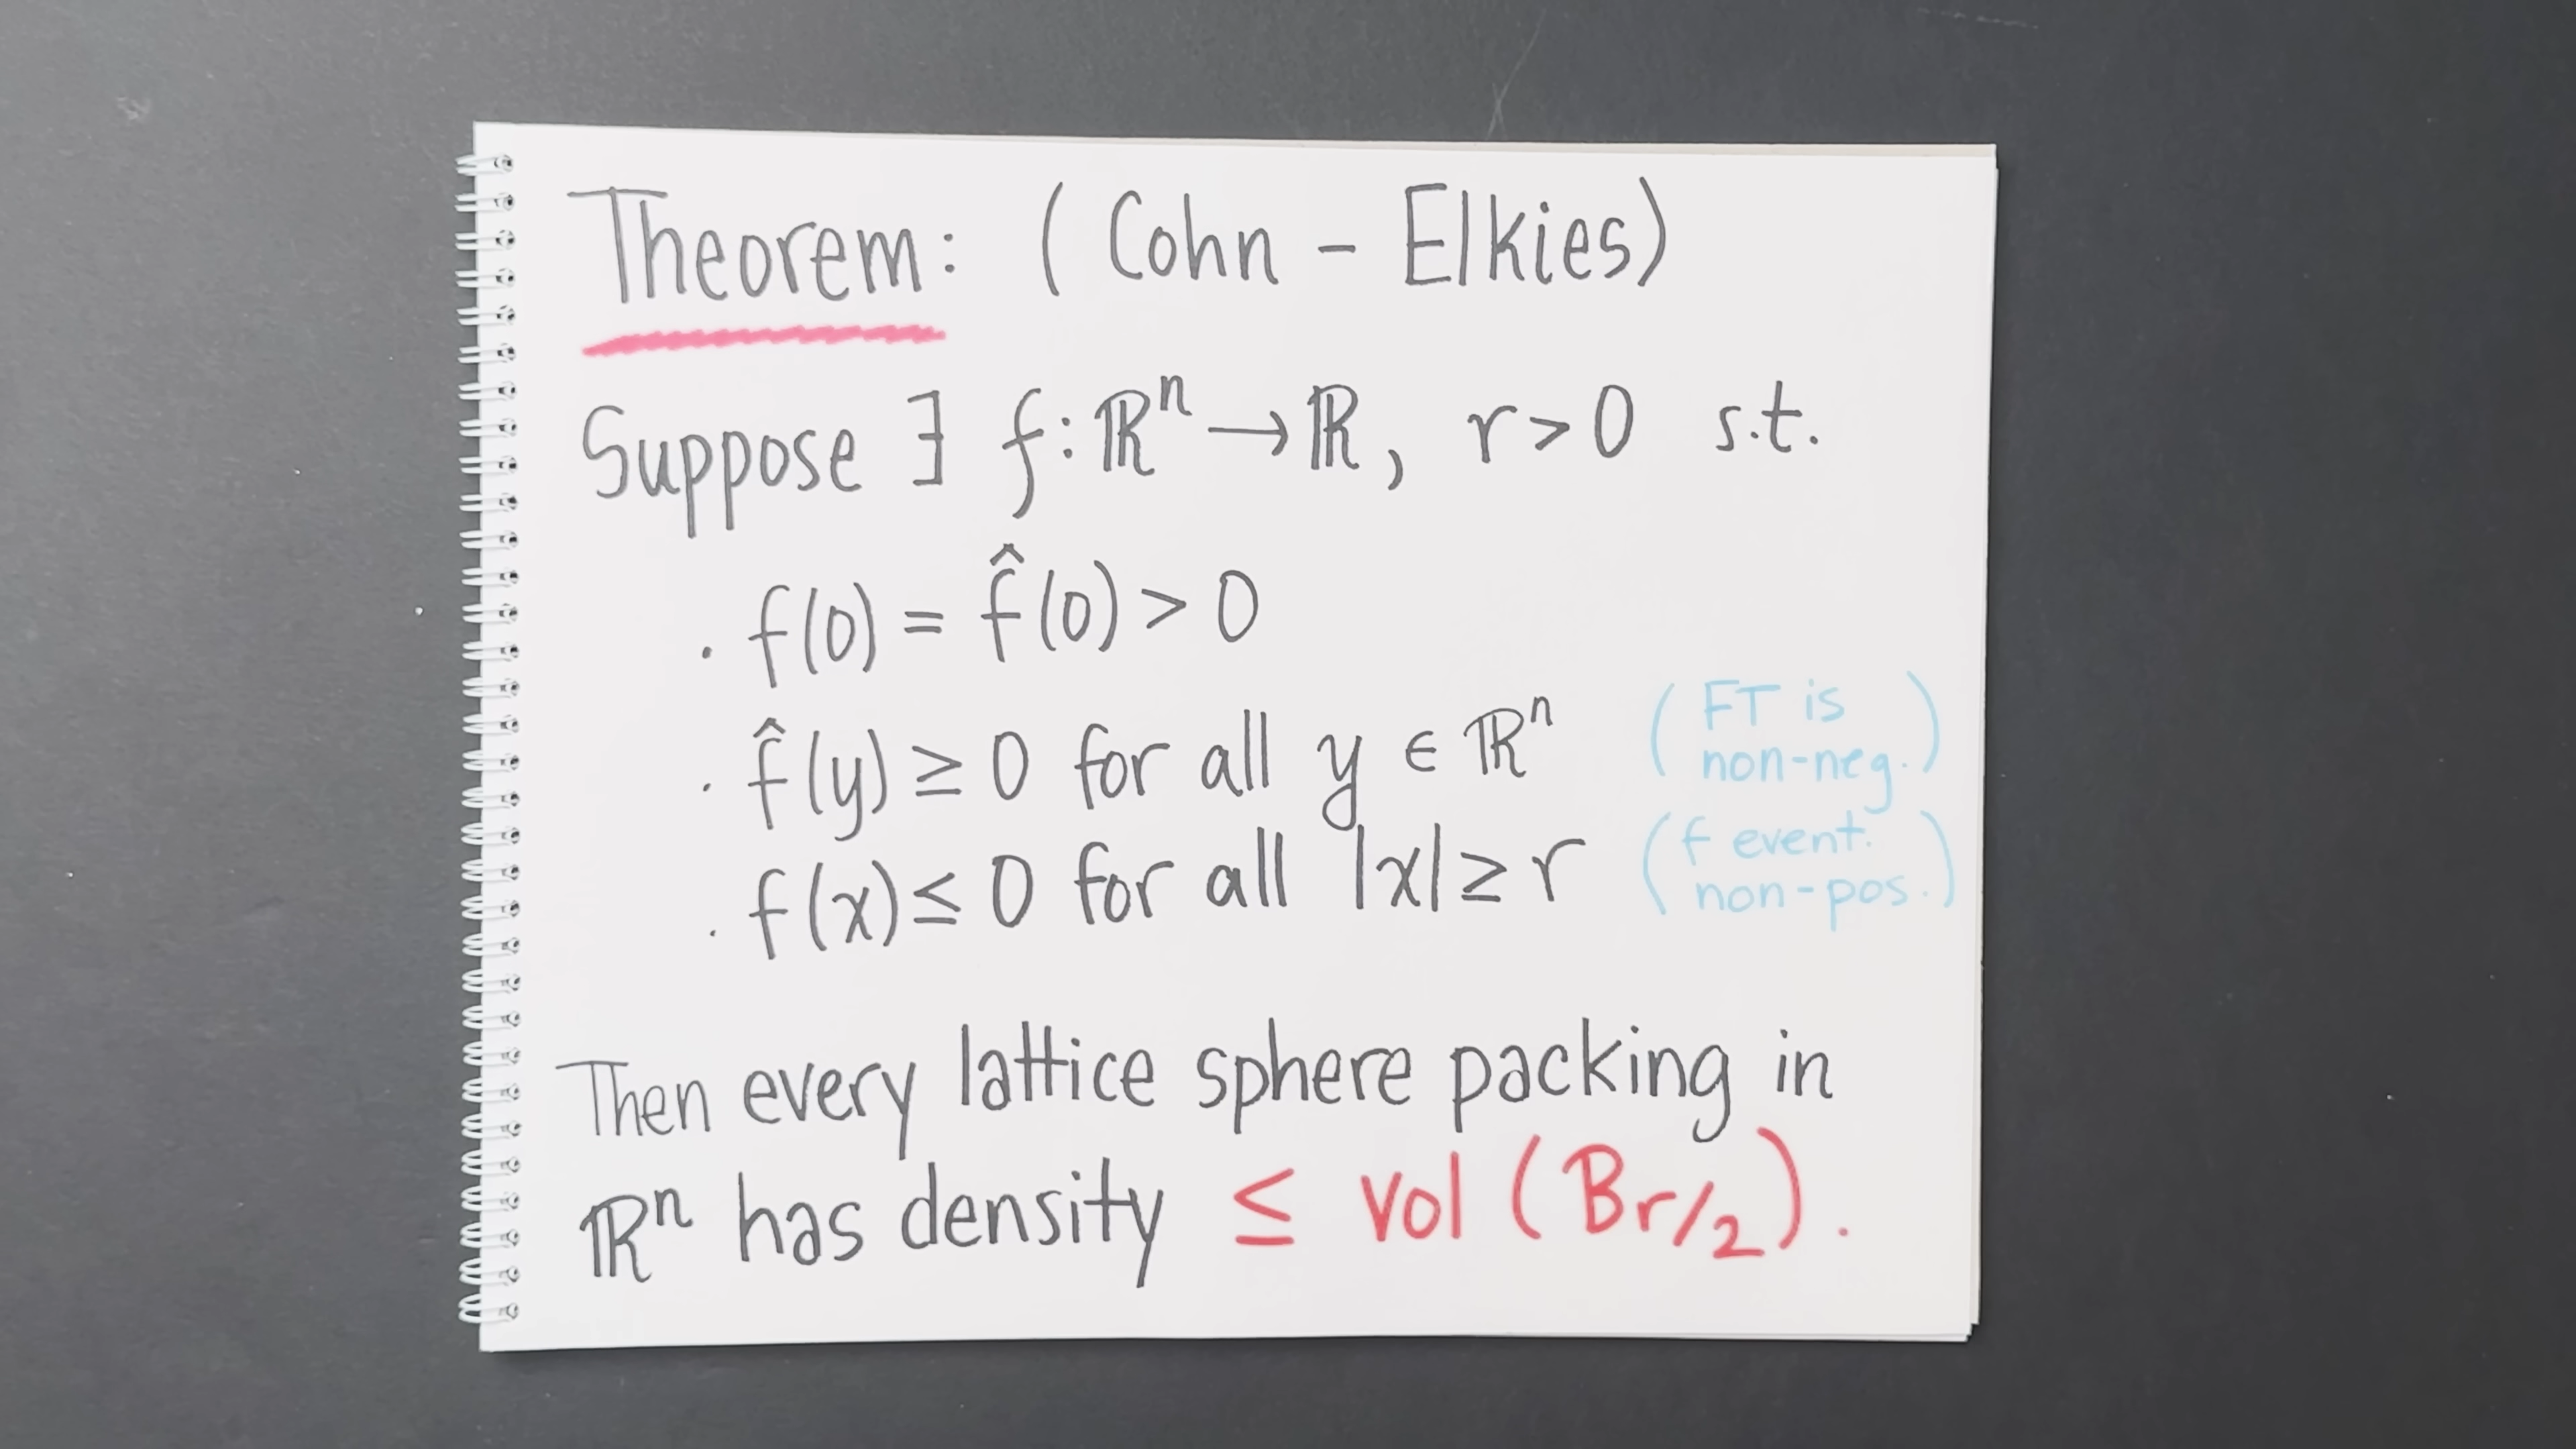 Theorem: (Cohn - Elkies)
Suppose ∃ f: ℝⁿ → ℝ, r > 0 s.t.
· f(0) = f̂(0) > 0
· f̂(y) ≥ 0 for all y ∈ ℝⁿ (FT is
non-neg.)
· f(x) ≤ 0 for all |x| ≥ r (f event.
non-pos.)
Then every lattice sphere packing in
ℝⁿ has density ≤ vol (Br/2).